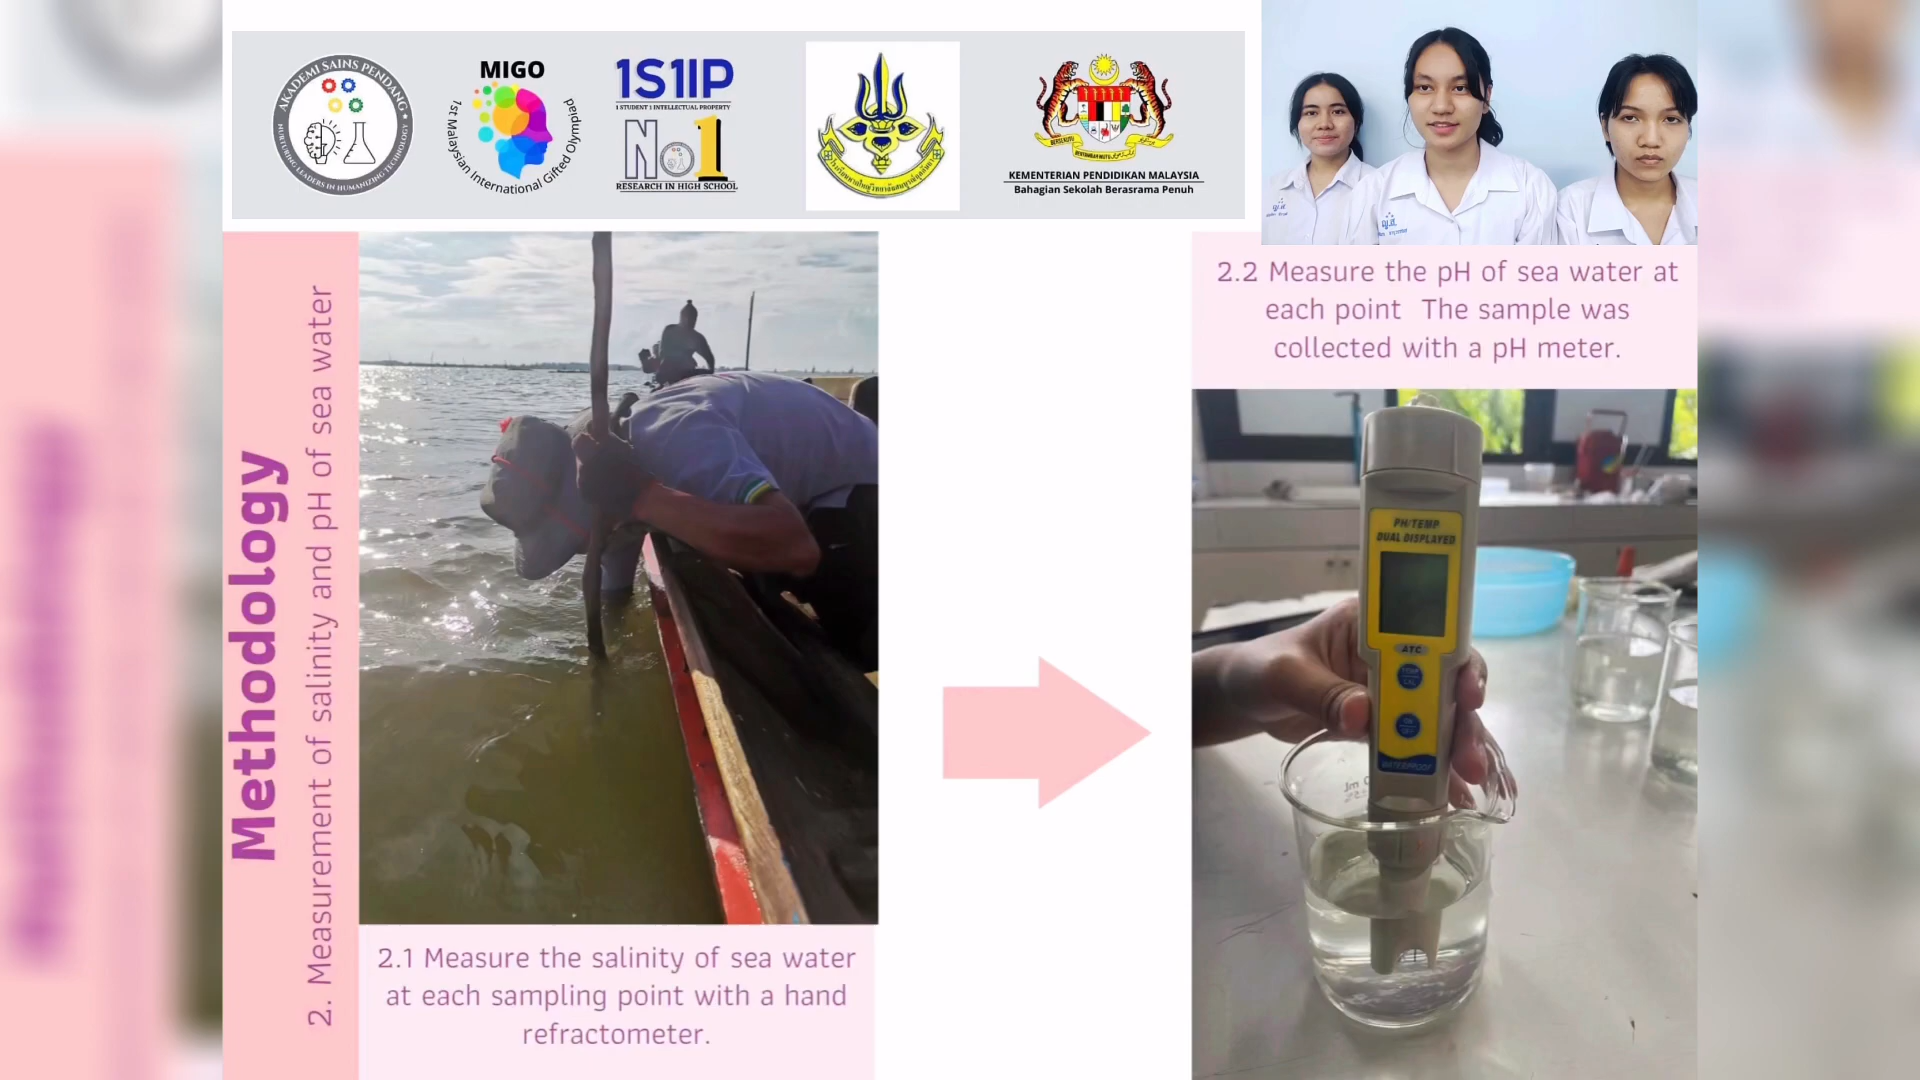 AKADEMI SAINS PENDANG
NURTURING LEADERS IN HUMANIZING TECHNOLOGY
MIGO
1st Malaysian International Gifted Olympiad
1S1IP
1 STUDENT 1 INTELLECTUAL PROPERTY
No1
RESEARCH IN HIGH SCHOOL
KEMENTERIAN PENDIDIKAN MALAYSIA
Bahagian Sekolah Berasrama Penuh
Methodology
2. Measurement of salinity and pH of sea water
2.1 Measure the salinity of sea water
at each sampling point with a hand
refractometer.
2.2 Measure the pH of sea water at
each point The sample was
collected with a pH meter.
PH/TEMP
DUAL DISPLAYED
ATC
WATERPROOF